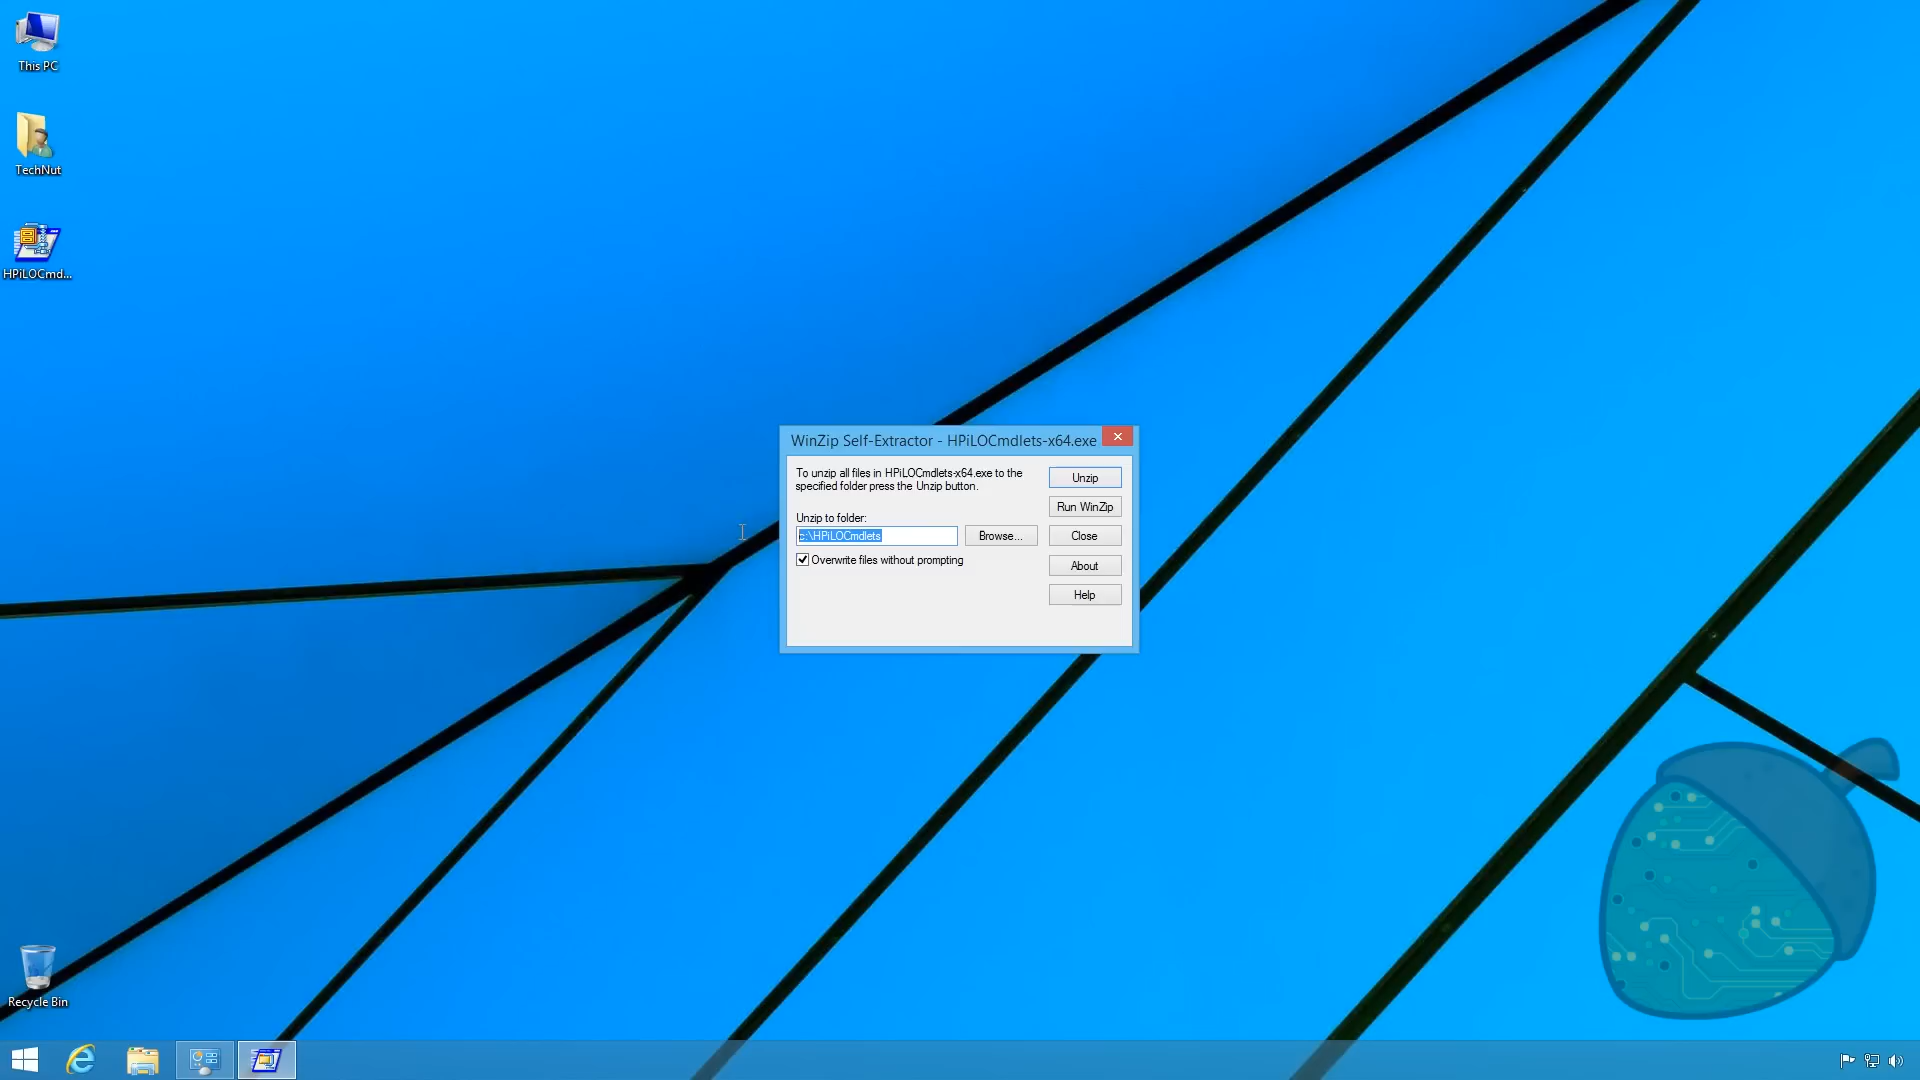 This PC
TechNut
HPiLOCmd...
WinZip Self-Extractor - HPiLOCmdlets-x64.exe
To unzip all files in HPiLOCmdlets-x64.exe to the
specified folder press the Unzip button.
Unzip to folder:
c:\HPiLOCmdlets
Browse...
Overwrite files without prompting
Unzip
Run WinZip
Close
About
Help
Recycle Bin